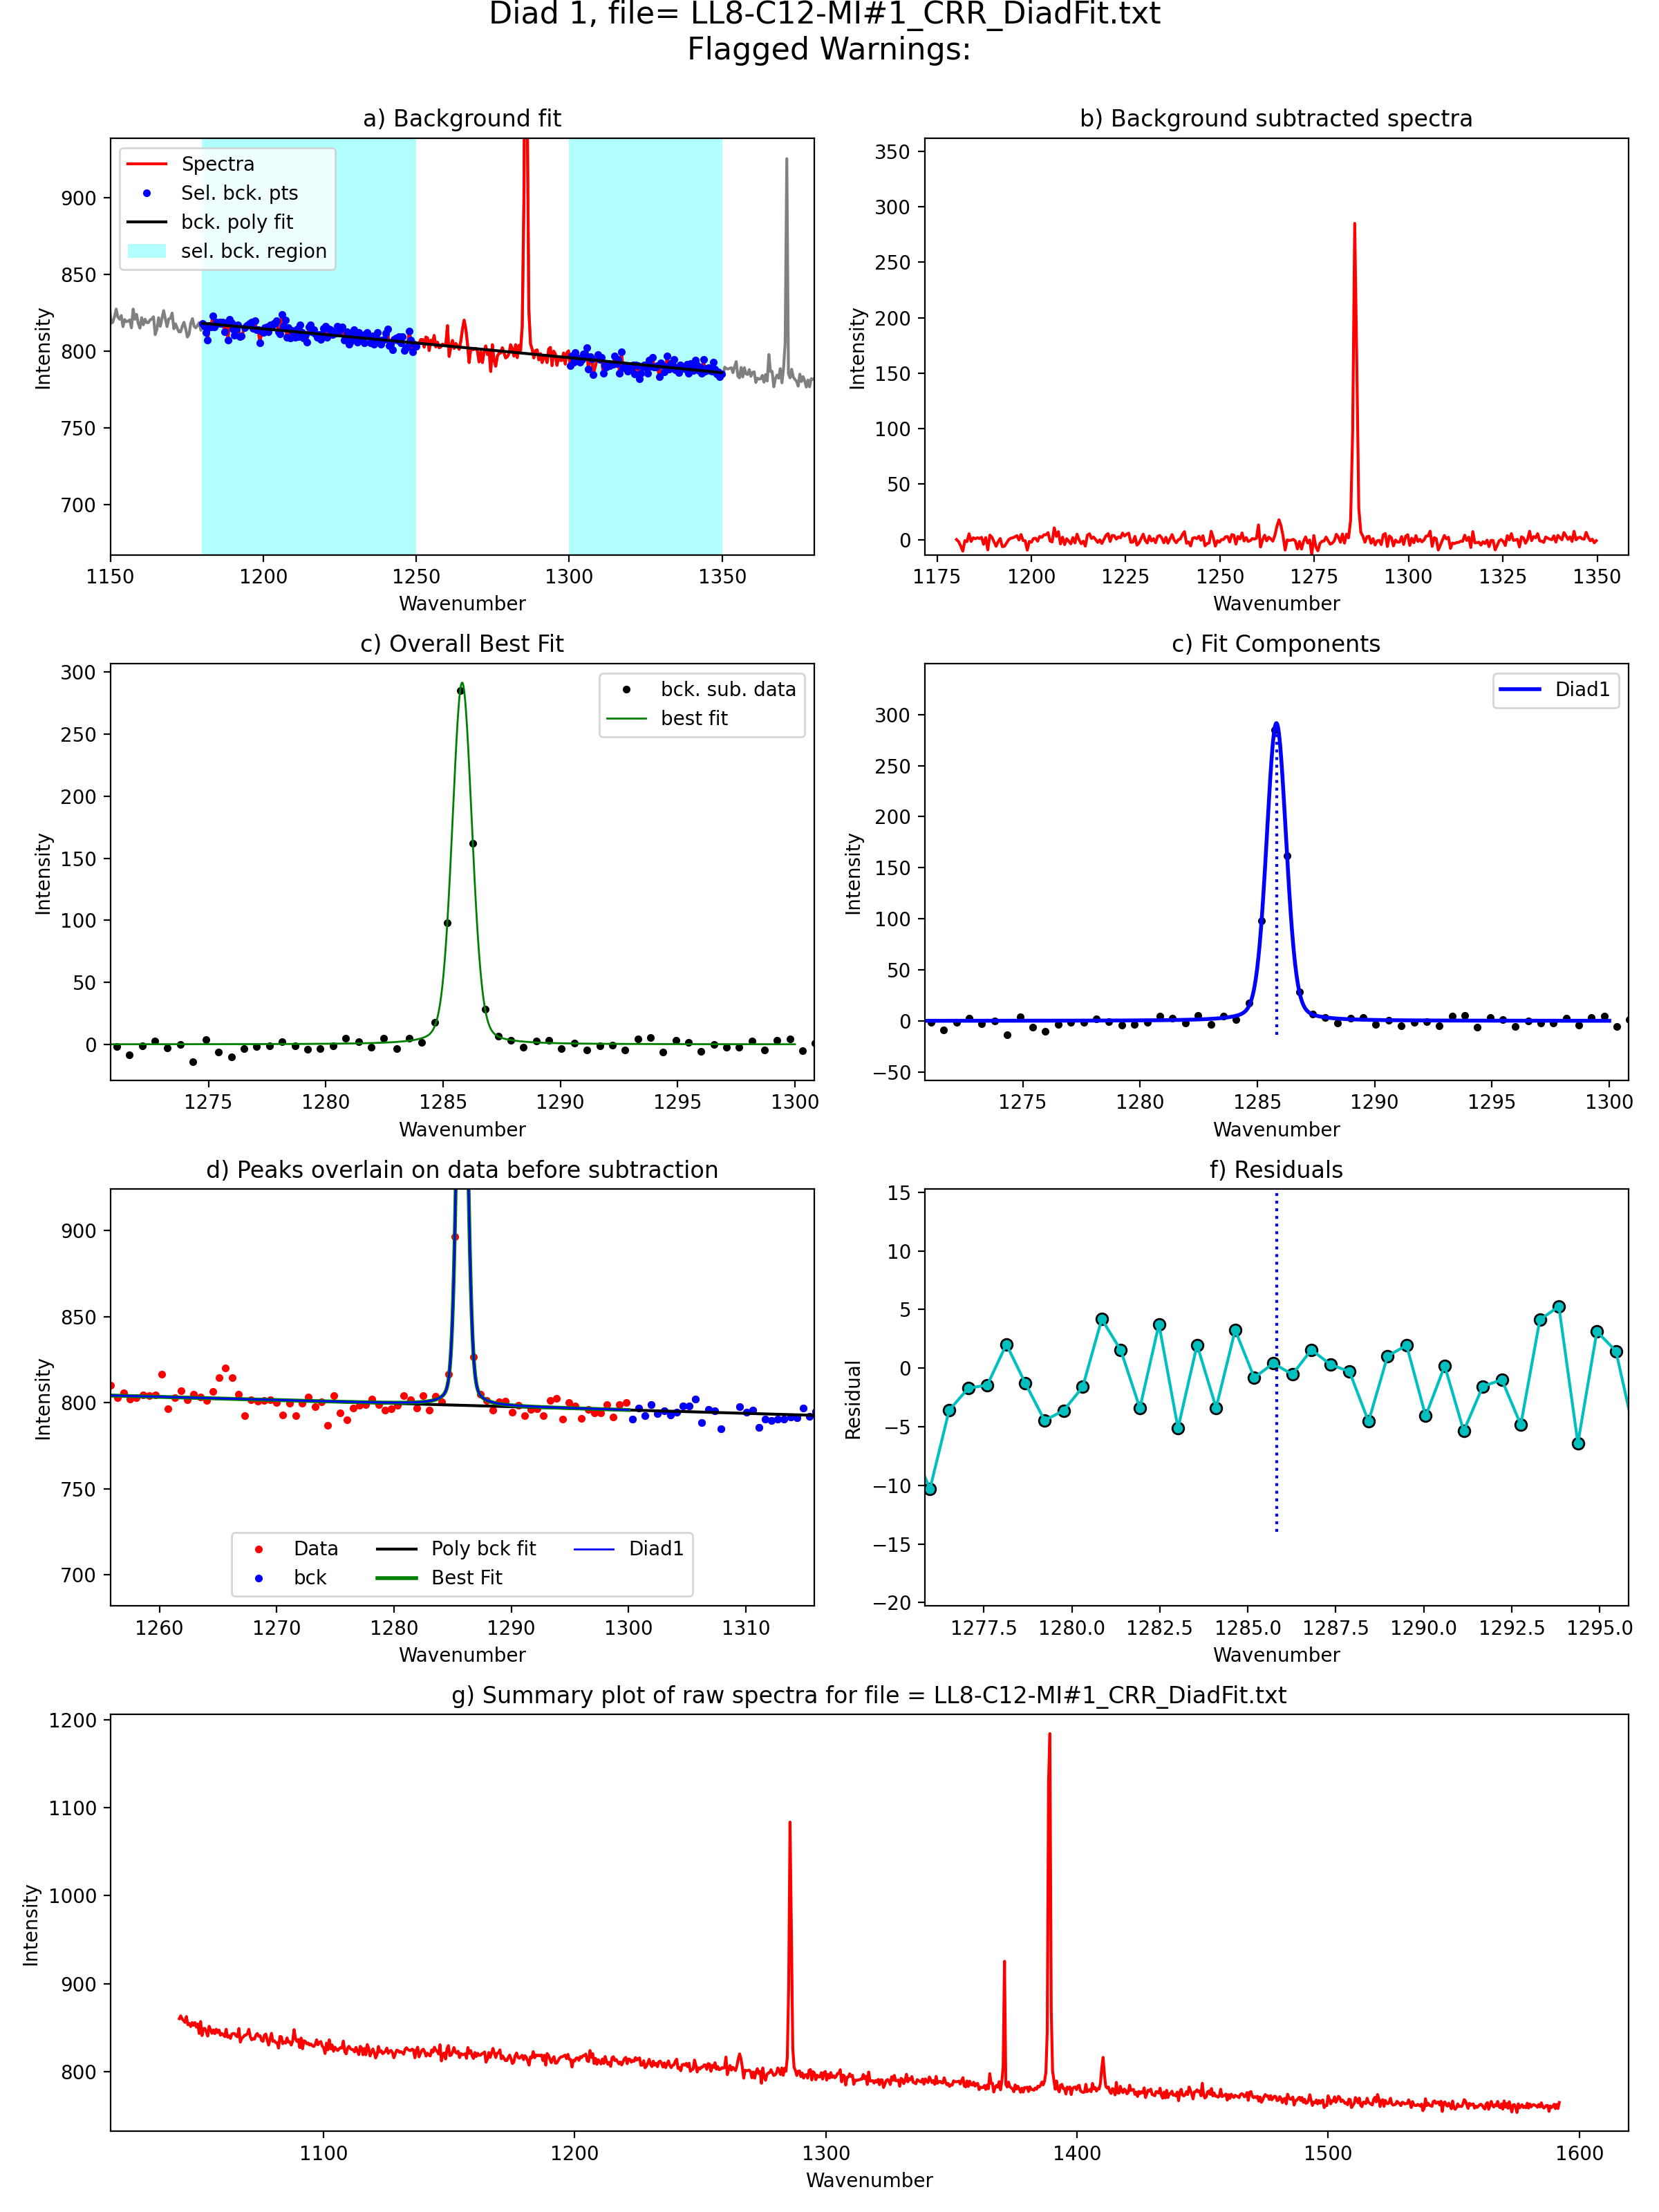 Diad 1, file= LL8-C12-MI#1_CRR_DiadFit.txt
Flagged Warnings:
a) Background fit
Intensity
900
850
800
750
700
Spectra
Sel. bck. pts
bck. poly fit
sel. bck. region
1150 1200 1250 1300 1350
Wavenumber
b) Background subtracted spectra
Intensity
350
300
250
200
150
100
50
0
1175 1200 1225 1250 1275 1300 1325 1350
Wavenumber
c) Overall Best Fit
Intensity
300
250
200
150
100
50
0
bck. sub. data
best fit
1275 1280 1285 1290 1295 1300
Wavenumber
c) Fit Components
Intensity
300
250
200
150
100
50
0
−50
Diad1
1275 1280 1285 1290 1295 1300
Wavenumber
d) Peaks overlain on data before subtraction
Intensity
900
850
800
750
700
Data
bck
Poly bck fit
Best Fit
Diad1
1260 1270 1280 1290 1300 1310
Wavenumber
f) Residuals
Residual
15
10
5
0
−5
−10
−15
−20
1277.5 1280.0 1282.5 1285.0 1287.5 1290.0 1292.5 1295.0
Wavenumber
g) Summary plot of raw spectra for file = LL8-C12-MI#1_CRR_DiadFit.txt
Intensity
1200
1100
1000
900
800
1100 1200 1300 1400 1500 1600
Wavenumber